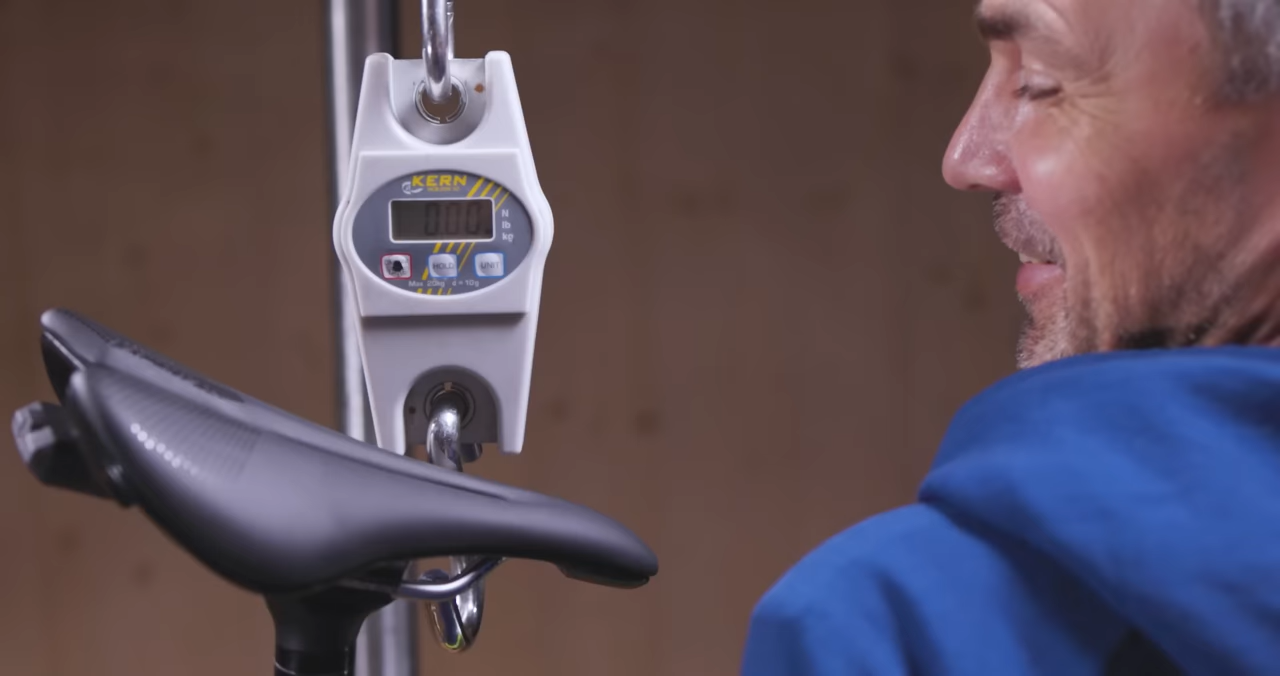 KERN
0.00
N
lb
kg
HOLD
UNIT
Max 20kg d = 10g